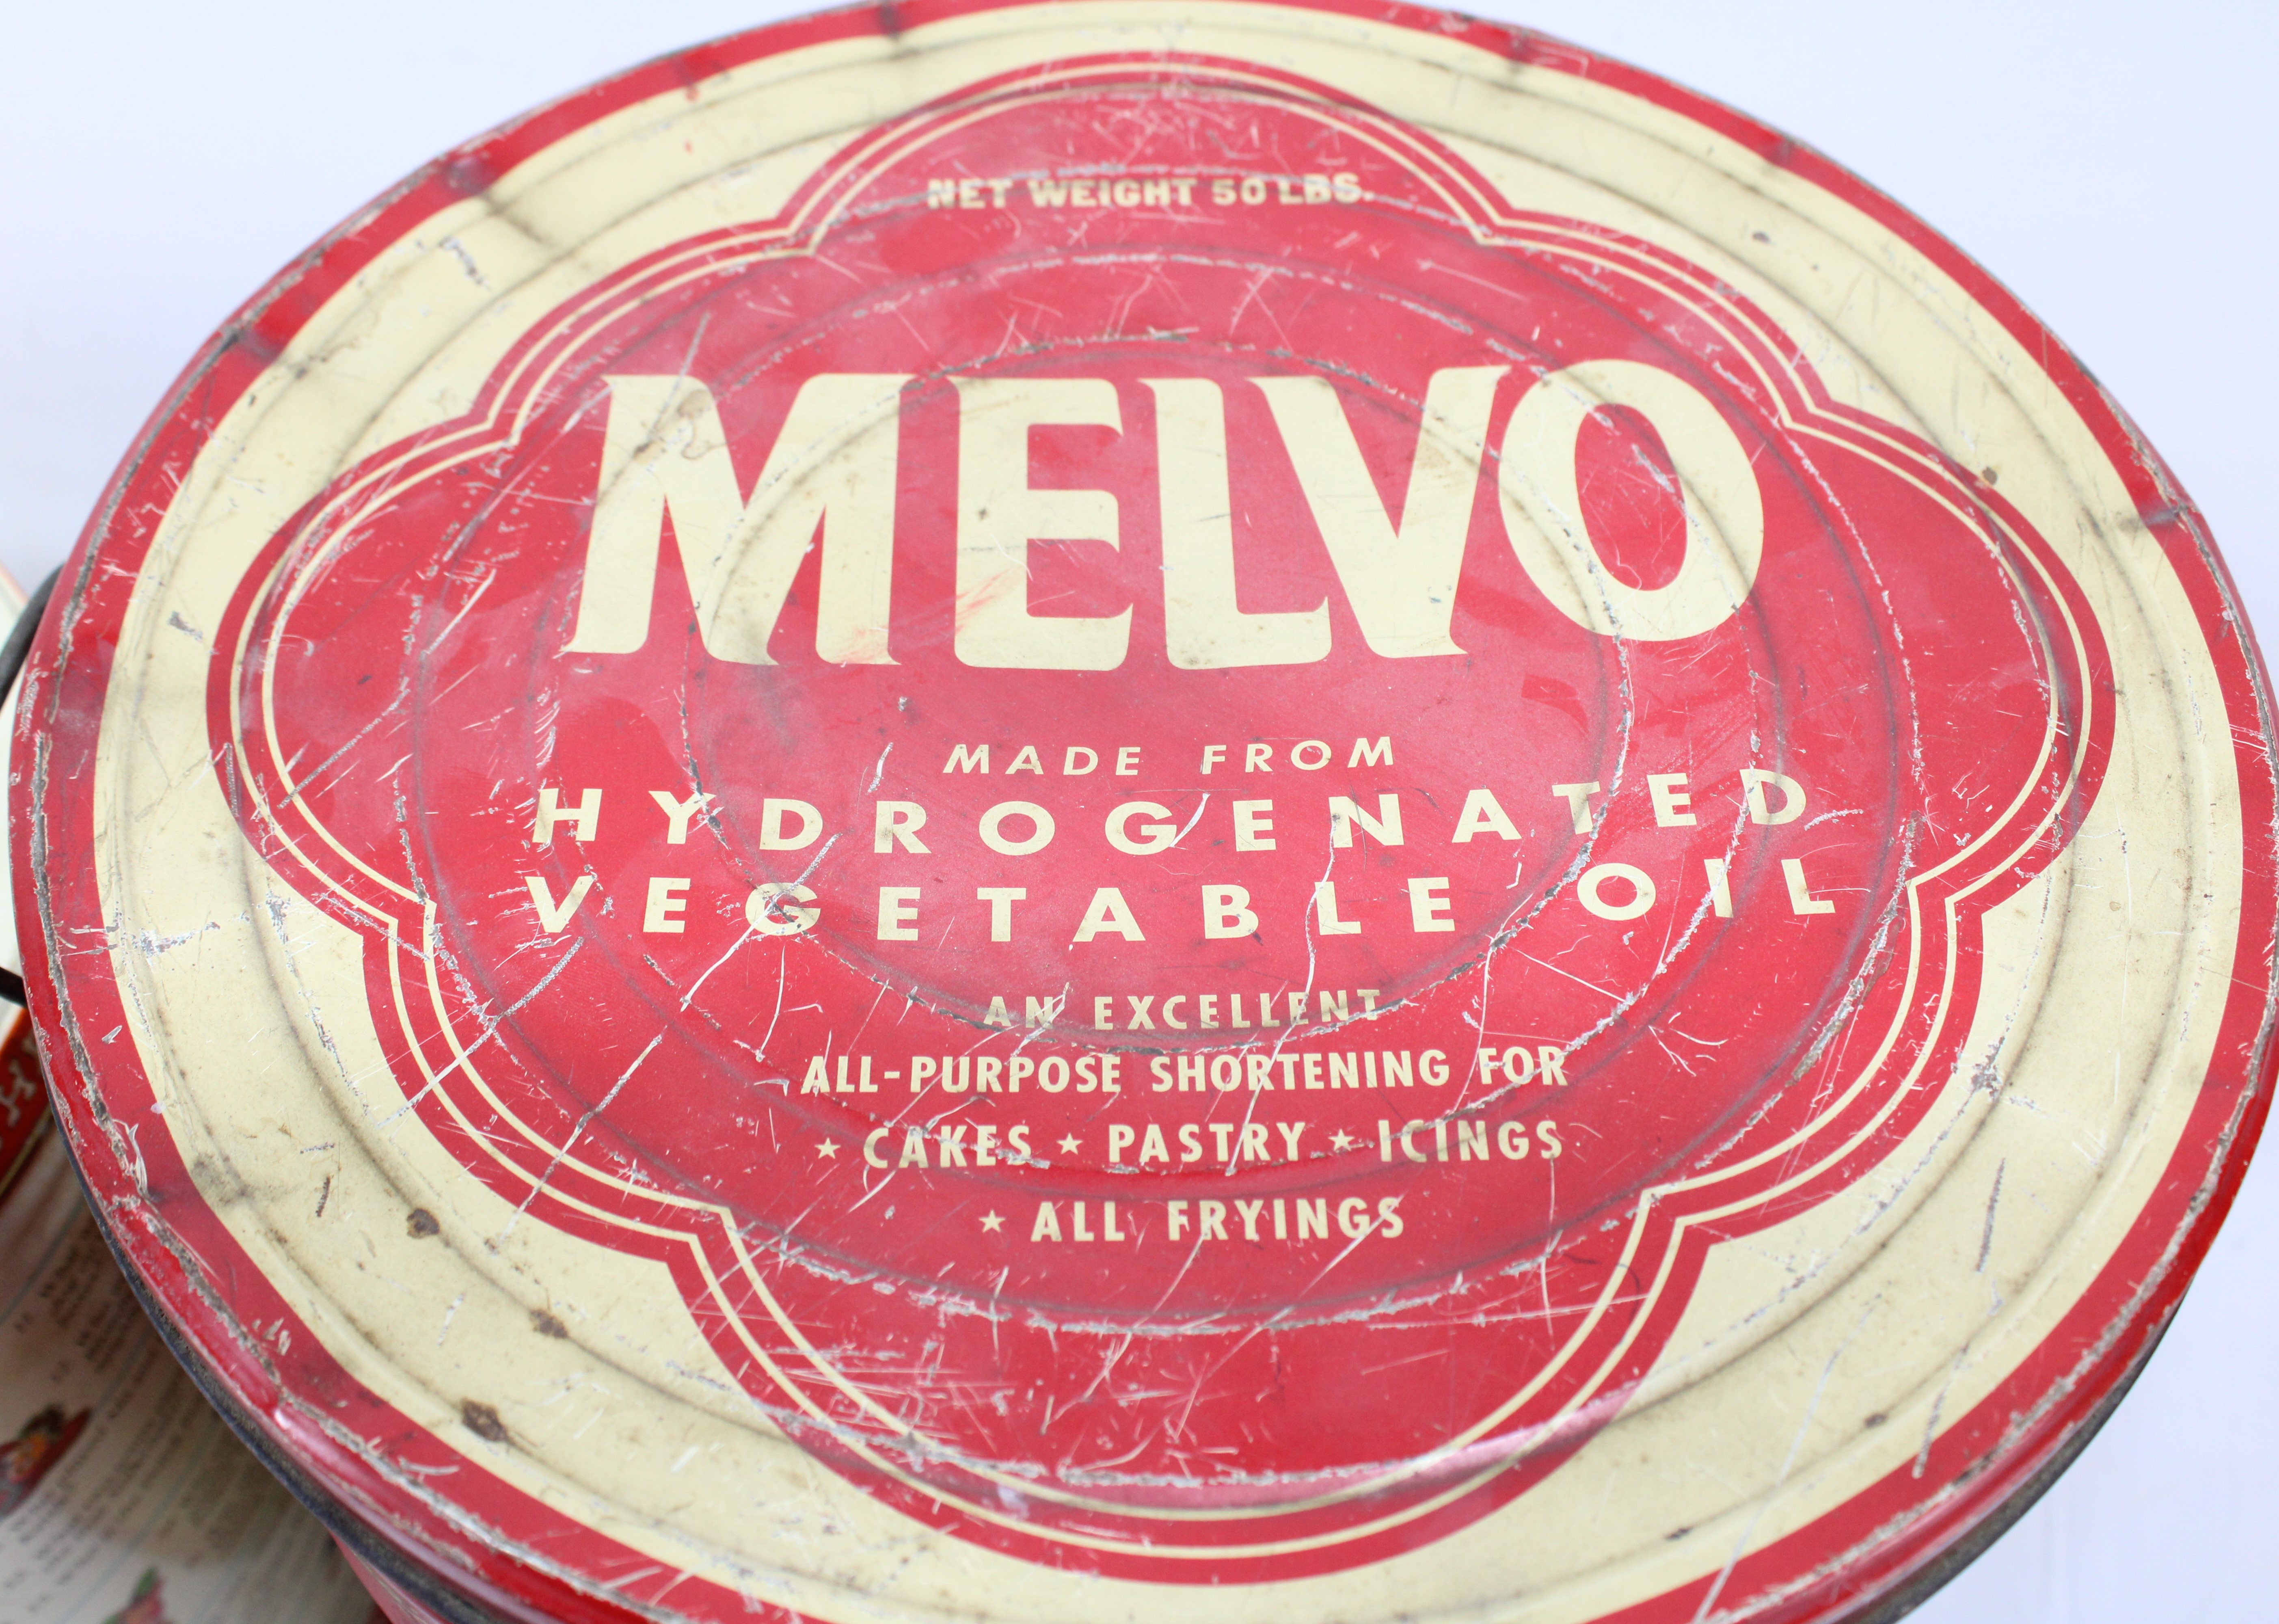 NET WEIGHT 50 LBS.
MELVO
MADE FROM
HYDROGENATED
VEGETABLE OIL
AN EXCELLENT
ALL-PURPOSE SHORTENING FOR
★ CAKES ★ PASTRY ★ ICINGS
★ ALL FRYINGS